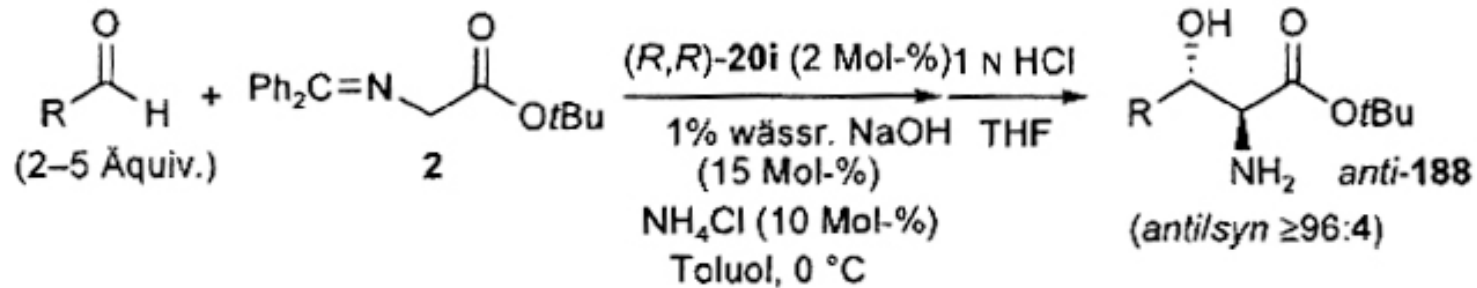 O
R H
(2–5 Äquiv.)
+
Ph₂C=N
O
OtBu
2
(R,R)-20i (2 Mol-%)
1% wässr. NaOH
(15 Mol-%)
NH₄Cl (10 Mol-%)
Toluol, 0 °C
1 N HCl
THF
OH O
R OtBu
NH₂ anti-188
(anti/syn ≥96:4)